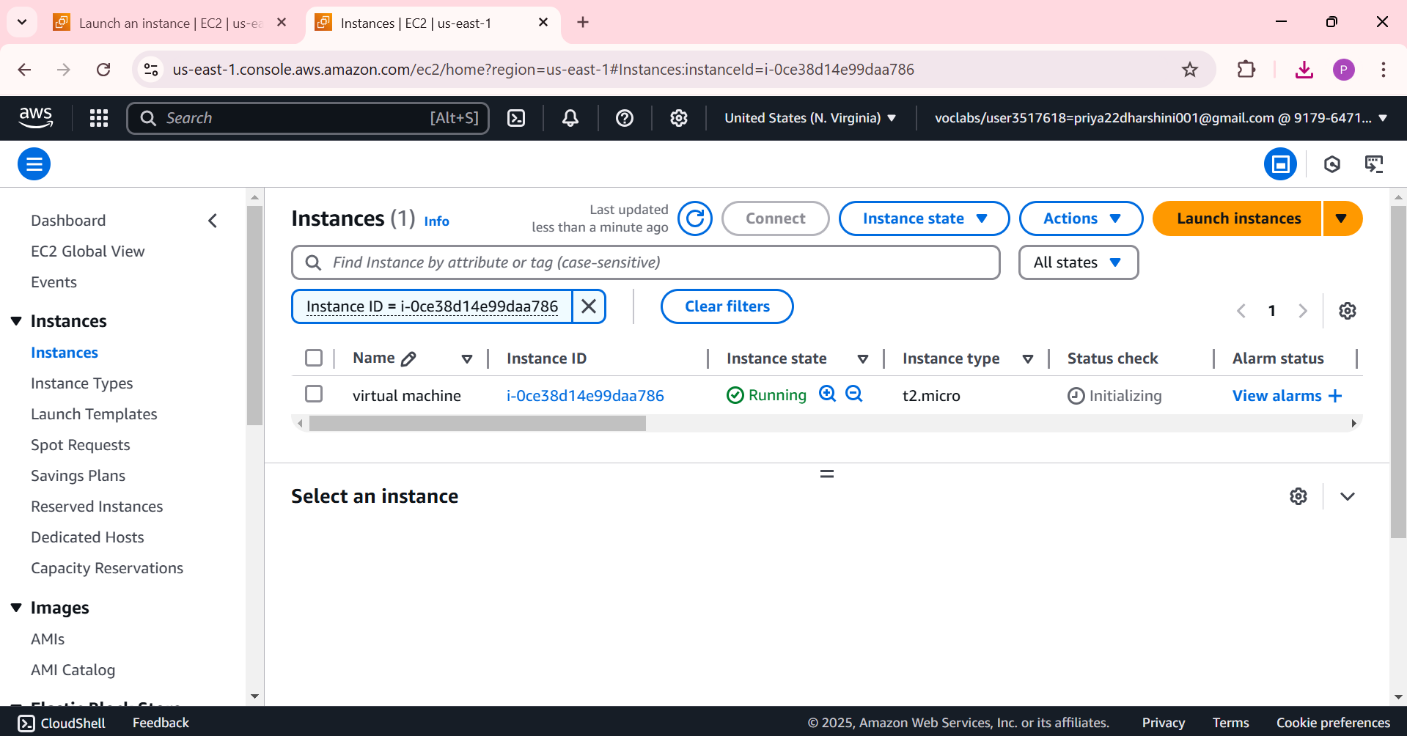 Launch an instance | EC2 | us-ea
Instances | EC2 | us-east-1
us-east-1.console.aws.amazon.com/ec2/home?region=us-east-1#Instances:instanceId=i-0ce38d14e99daa786
P
aws
Search
[Alt+S]
United States (N. Virginia)
voclabs/user3517618=priya22dharshini001@gmail.com @ 9179-6471...
Dashboard
EC2 Global View
Events
Instances
Instances
Instance Types
Launch Templates
Spot Requests
Savings Plans
Reserved Instances
Dedicated Hosts
Capacity Reservations
Images
AMIs
AMI Catalog
Elastic Block Store
Instances (1) Info
Last updated
less than a minute ago
Connect
Instance state
Actions
Launch instances
Find Instance by attribute or tag (case-sensitive)
All states
Instance ID = i-0ce38d14e99daa786
Clear filters
1
Name Instance ID Instance state Instance type Status check Alarm status
virtual machine i-0ce38d14e99daa786 Running t2.micro Initializing View alarms +
Select an instance
CloudShell Feedback
© 2025, Amazon Web Services, Inc. or its affiliates. Privacy Terms Cookie preferences